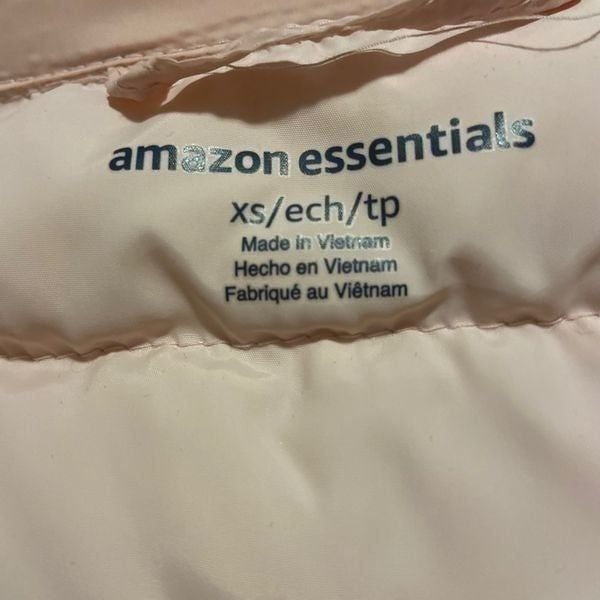 amazon essentials
xs/ech/tp
Made in Vietnam
Hecho en Vietnam
Fabriqué au Viêtnam